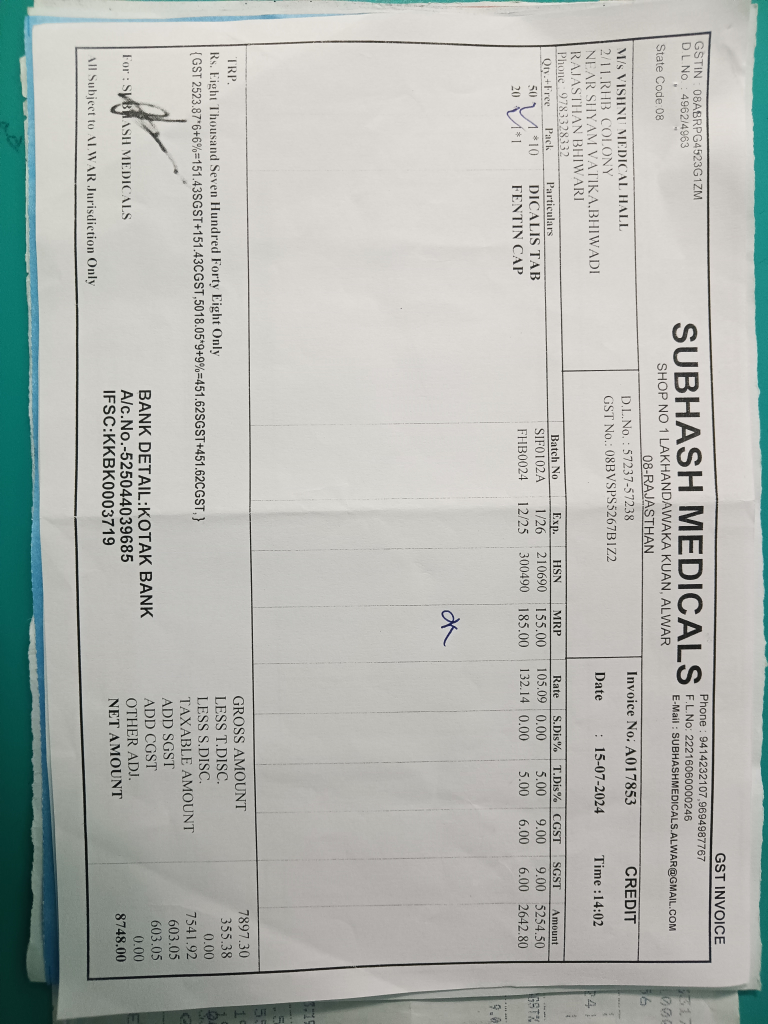 GST INVOICE
GSTIN : 08ABRPG4523G1ZM
D L No : 4962/4963
State Code 08
SUBHASH MEDICALS
SHOP NO 1 LAKHANDAWAKA KUAN, ALWAR
08-RAJASTHAN
Phone : 9414232107,9694987767
F.L.No: 22216060000246
E-Mail : SUBHASHMEDICALS.ALWAR@GMAIL.COM
M/s VISHNU MEDICAL HALL
2/11,RHB COLONY
NEAR SHYAM VATIKA,BHIWADI
RAJASTHAN BHIWARI
Phone : 9783328332
D.L.No. : 57237-57238
GST No.: 08BVSPS5267B1Z2
Invoice No: A017853 CREDIT
Date : 15-07-2024 Time :14:02
Qty.+Free Pack Particulars Batch No Exp. HSN MRP Rate S.Dis% T.Dis% CGST SGST Amount
50 1*10 DICALIS TAB SIF0102A 1/26 210690 155.00 105.09 0.00 5.00 9.00 9.00 5254.50
20 1*1 FENTIN CAP FHB0024 12/25 300490 185.00 132.14 0.00 5.00 6.00 6.00 2642.80
TRP.
Rs. Eight Thousand Seven Hundred Forty Eight Only
{GST 2523.87*6+6%=151.43SGST+151.43CGST,5018.05*9+9%=451.62SGST+451.62CGST,}
GROSS AMOUNT 7897.30
LESS T.DISC. 355.38
LESS S.DISC. 0.00
TAXABLE AMOUNT 7541.92
ADD SGST 603.05
ADD CGST 603.05
OTHER ADJ. 0.00
NET AMOUNT 8748.00
For : SUBHASH MEDICALS
All Subject to ALWAR Jurisdiction Only
BANK DETAIL:KOTAK BANK
A/c.No.-525044039685
IFSC:KKBK0003719